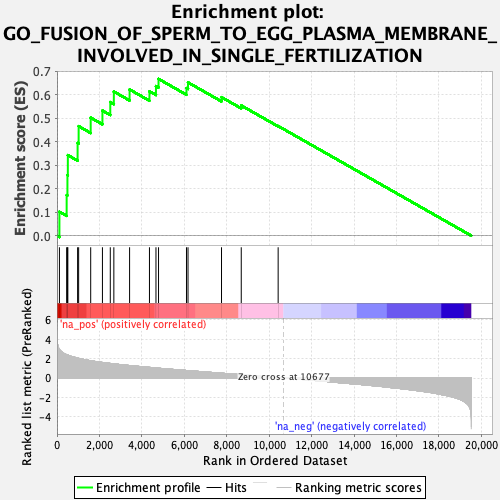 Enrichment plot:
GO_FUSION_OF_SPERM_TO_EGG_PLASMA_MEMBRANE_
INVOLVED_IN_SINGLE_FERTILIZATION
Enrichment score (ES)
0.7
0.6
0.5
0.4
0.3
0.2
0.1
0.0
'na_pos' (positively correlated)
Ranked list metric (PreRanked)
6
4
2
0
-2
-4
Zero cross at 10677
'na_neg' (negatively correlated)
0
2,000
4,000
6,000
8,000
10,000
12,000
14,000
16,000
18,000
20,000
Rank in Ordered Dataset
Enrichment profile
Hits
Ranking metric scores